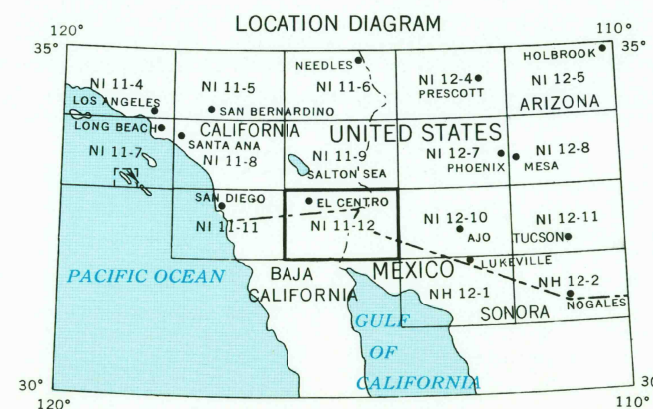 LOCATION DIAGRAM
120° 110°
35° 35°
HOLBROOK
NEEDLES
NI 11-4 NI 11-5 NI 11-6 NI 12-4 NI 12-5
PRESCOTT
LOS ANGELES SAN BERNARDINO ARIZONA
LONG BEACH CALIFORNIA UNITED STATES
SANTA ANA
NI 11-7 NI 11-8 NI 11-9 NI 12-7 NI 12-8
SALTON SEA PHOENIX MESA
SAN DIEGO EL CENTRO
NI 11-11 NI 11-12 NI 12-10 NI 12-11
AJO TUCSON
PACIFIC OCEAN BAJA MEXICO LUKEVILLE
CALIFORNIA NH 12-1 NH 12-2
NOGALES
GULF SONORA
OF
CALIFORNIA
30° 30
120° 110°